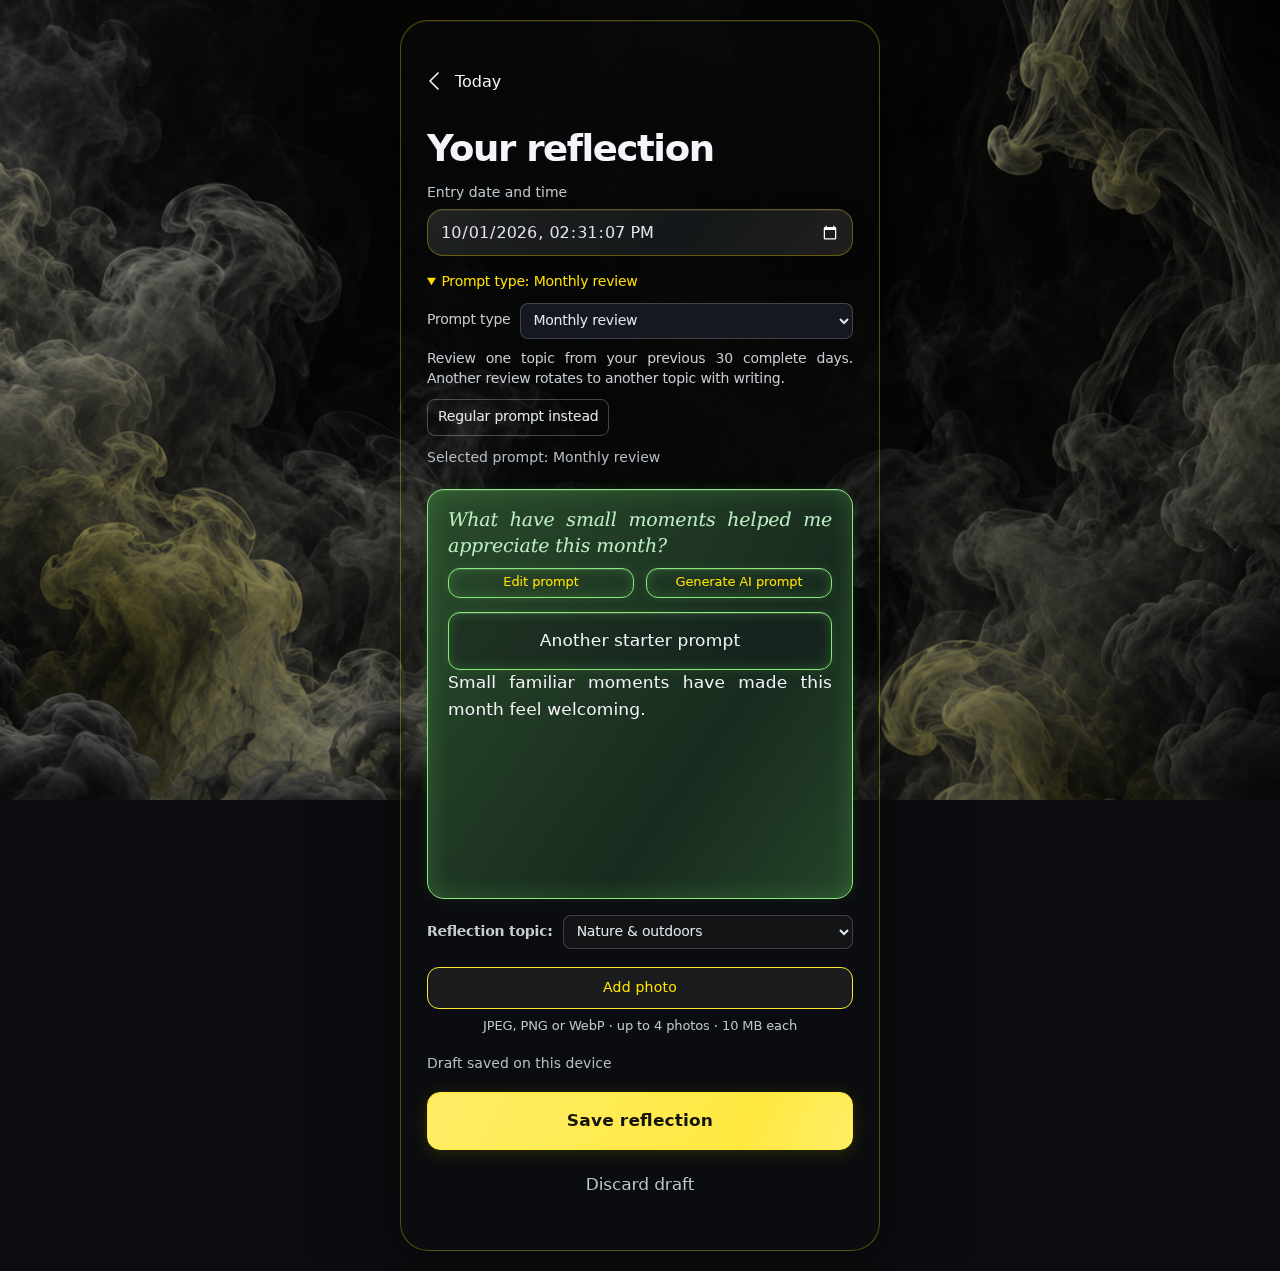 Today
Your reflection
Entry date and time
10/01/2026, 02:31:07 PM
▼ Prompt type: Monthly review
Prompt type
Monthly review
Review one topic from your previous 30 complete days.
Another review rotates to another topic with writing.
Regular prompt instead
Selected prompt: Monthly review
What have small moments helped me
appreciate this month?
Edit prompt
Generate AI prompt
Another starter prompt
Small familiar moments have made this
month feel welcoming.
Reflection topic:
Nature & outdoors
Add photo
JPEG, PNG or WebP · up to 4 photos · 10 MB each
Draft saved on this device
Save reflection
Discard draft